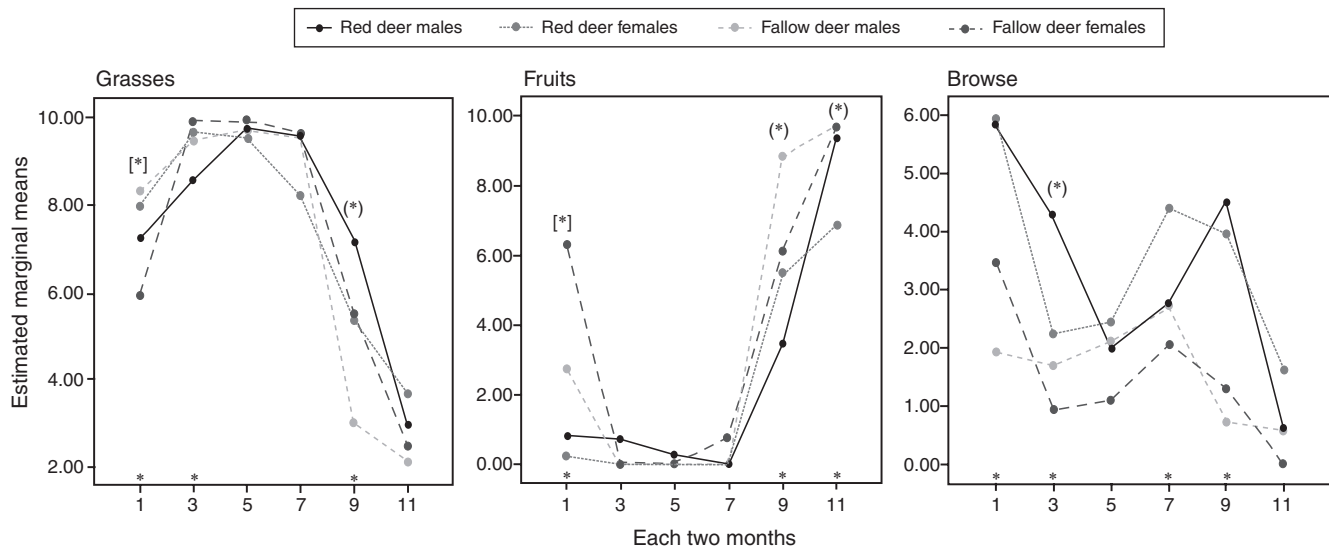 Red deer males Red deer females Fallow deer males Fallow deer females
Grasses
Fruits
Browse
Estimated marginal means
10.00
8.00
6.00
4.00
2.00
[*]
(*)
* * *
1 3 5 7 9 11
10.00
8.00
6.00
4.00
2.00
0.00
[*]
(*)
(*)
* * *
1 3 5 7 9 11
6.00
5.00
4.00
3.00
2.00
1.00
0.00
(*)
* * * *
1 3 5 7 9 11
Each two months